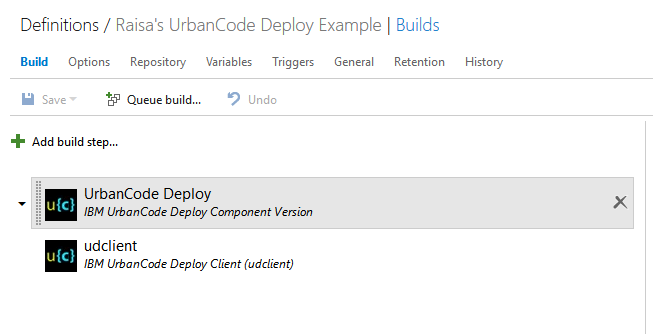 Definitions / Raisa's UrbanCode Deploy Example | Builds
Build Options Repository Variables Triggers General Retention History
Save Queue build... Undo
Add build step...
u{c} UrbanCode Deploy
IBM UrbanCode Deploy Component Version
u{c} udclient
IBM UrbanCode Deploy Client (udclient)